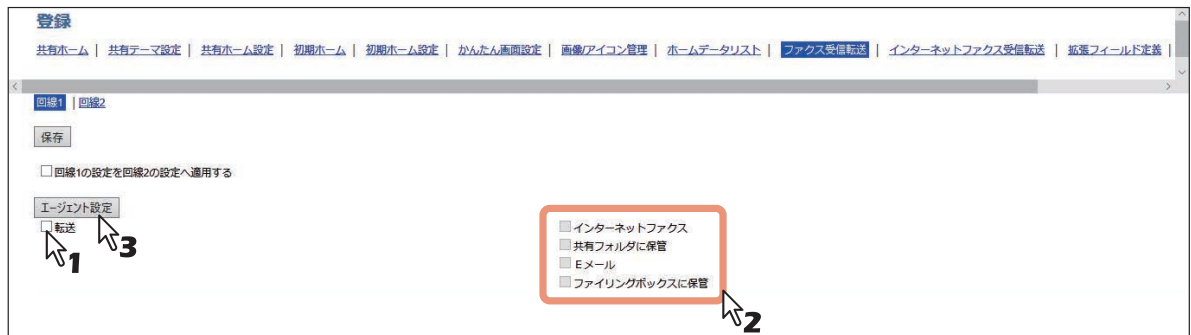 登録
共有ホーム | 共有テーマ設定 | 共有ホーム設定 | 初期ホーム | 初期ホーム設定 | かんたん画面設定 | 画像/アイコン管理 | ホームデータリスト | ファクス受信転送 | インターネットファクス受信転送 | 拡張フィールド定義 |
回線1 | 回線2
保存
回線1の設定を回線2の設定へ適用する
エージェント設定
転送
1
3
インターネットファクス
共有フォルダに保管
Eメール
ファイリングボックスに保管
2